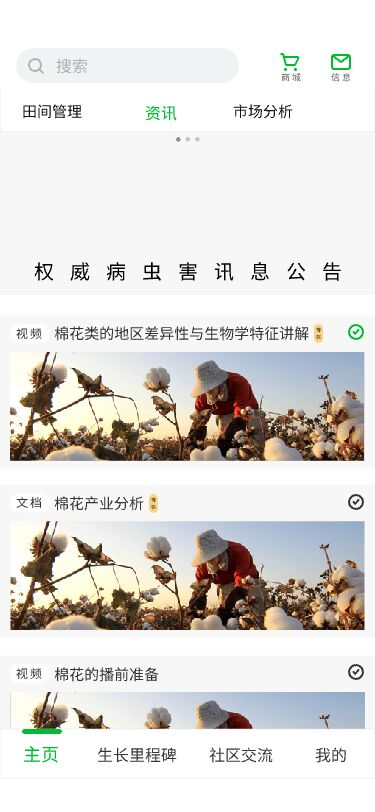 搜索
商城
信息
田间管理
资讯
市场分析
权威病虫害讯息公告
视频
棉花类的地区差异性与生物学特征讲解
文档
棉花产业分析
视频
棉花的播前准备
主页
生长里程碑
社区交流
我的